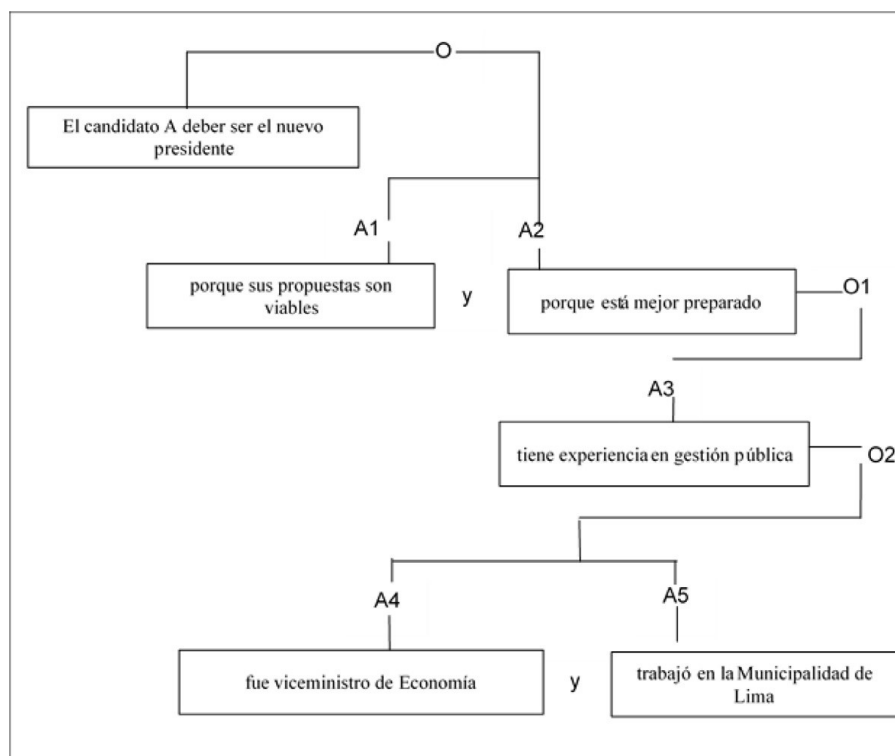 O
El candidato A deber ser el nuevo
presidente
A1
A2
porque sus propuestas son
viables
y
porque está mejor preparado
O1
A3
tiene experiencia en gestión pública
O2
A4
A5
fue viceministro de Economía
y
trabajó en la Municipalidad de
Lima